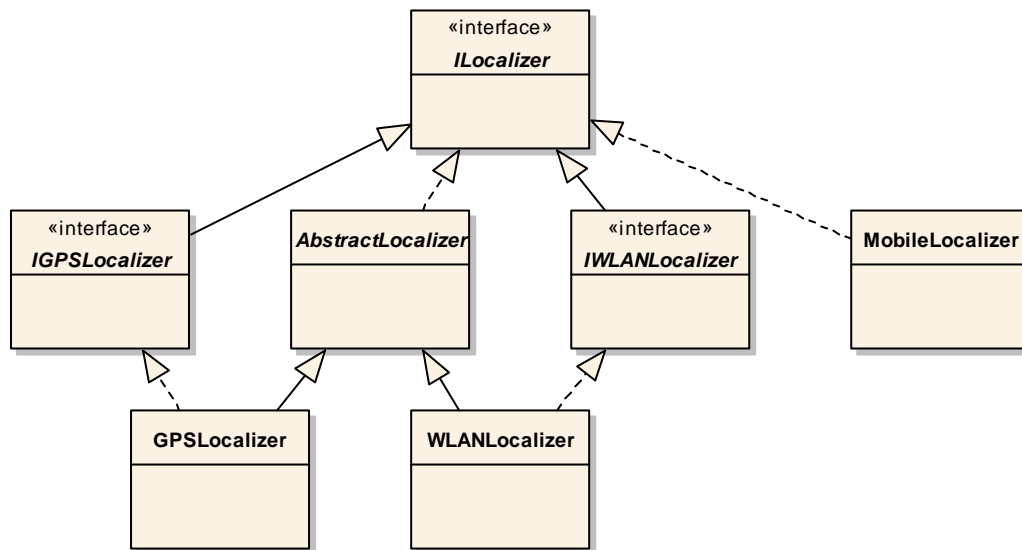 «interface»
ILocalizer
«interface»
IGPSLocalizer
AbstractLocalizer
«interface»
IWLANLocalizer
MobileLocalizer
GPSLocalizer
WLANLocalizer